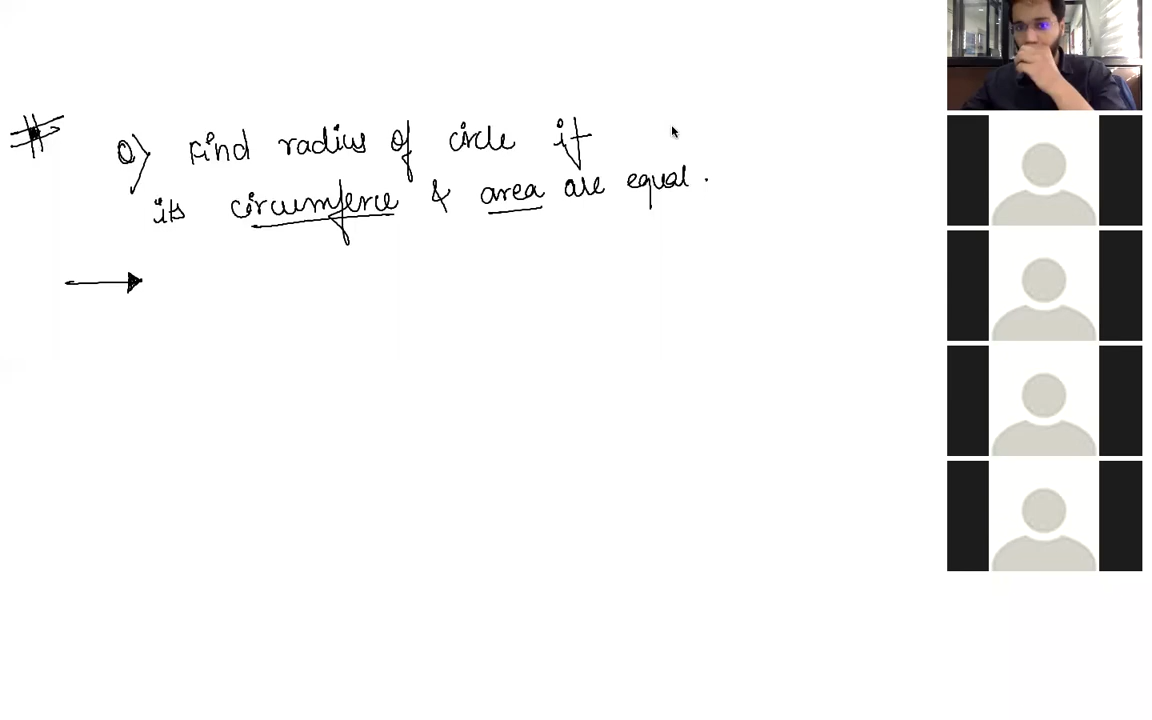 # Q) Find radius of circle if
its circumferce & area are equal.